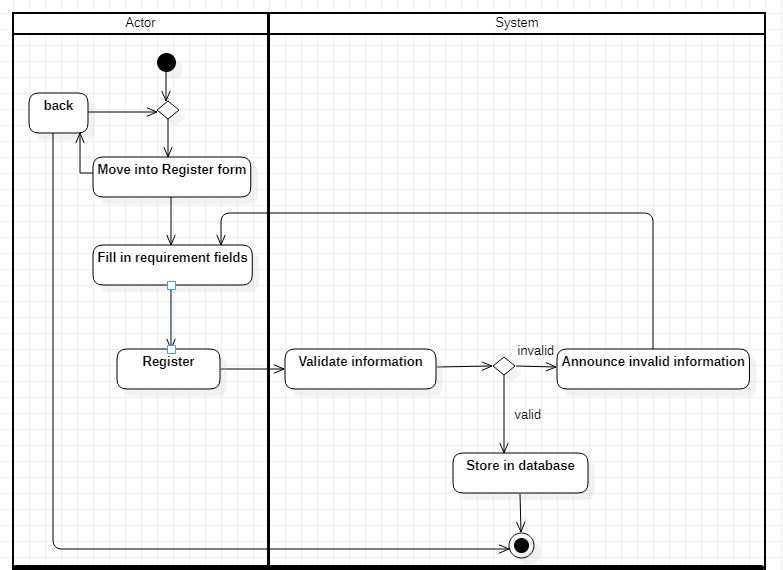 Actor
System
back
Move into Register form
Fill in requirement fields
Register
Validate information
invalid
Announce invalid information
valid
Store in database